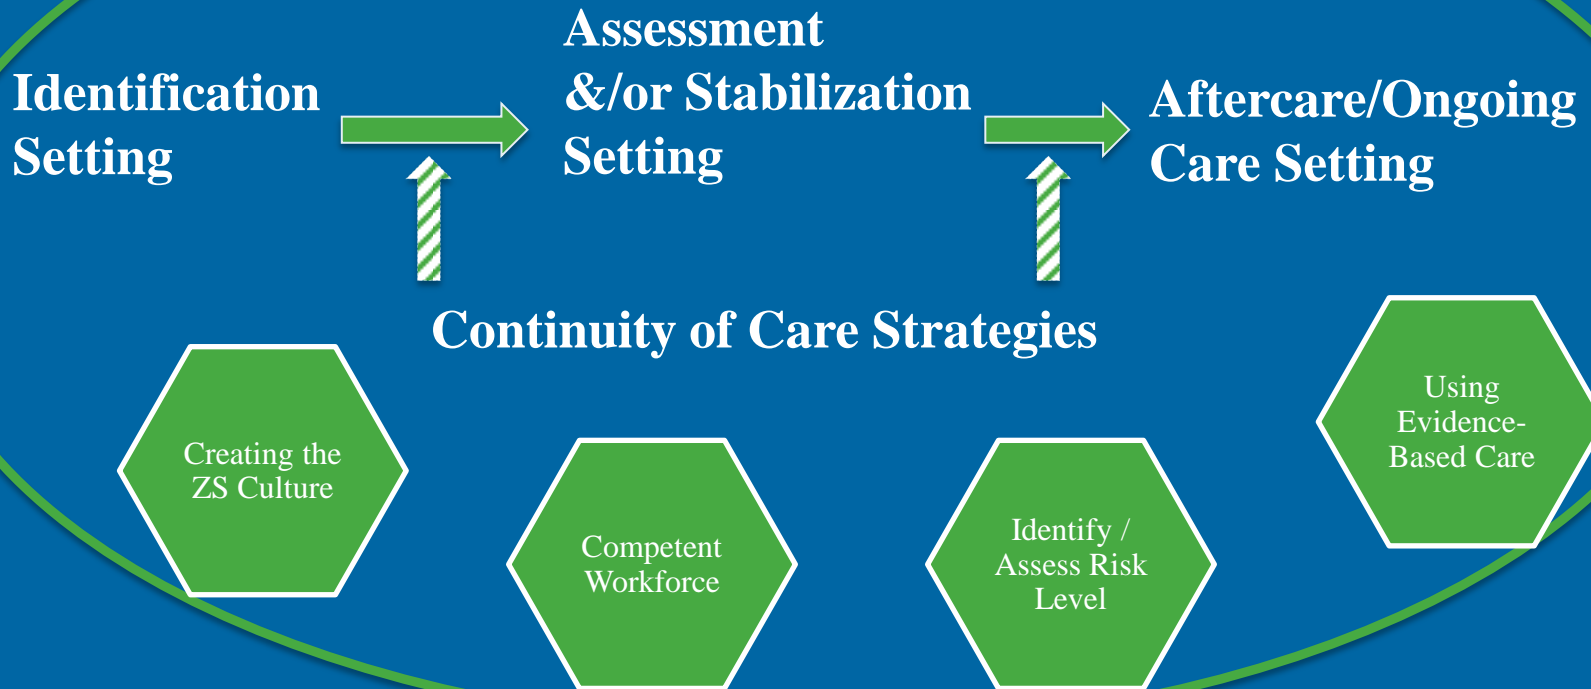 Identification
Setting
Assessment
&/or Stabilization
Setting
Aftercare/Ongoing
Care Setting
Continuity of Care Strategies
Creating the
ZS Culture
Competent
Workforce
Identify /
Assess Risk
Level
Using
Evidence-
Based Care